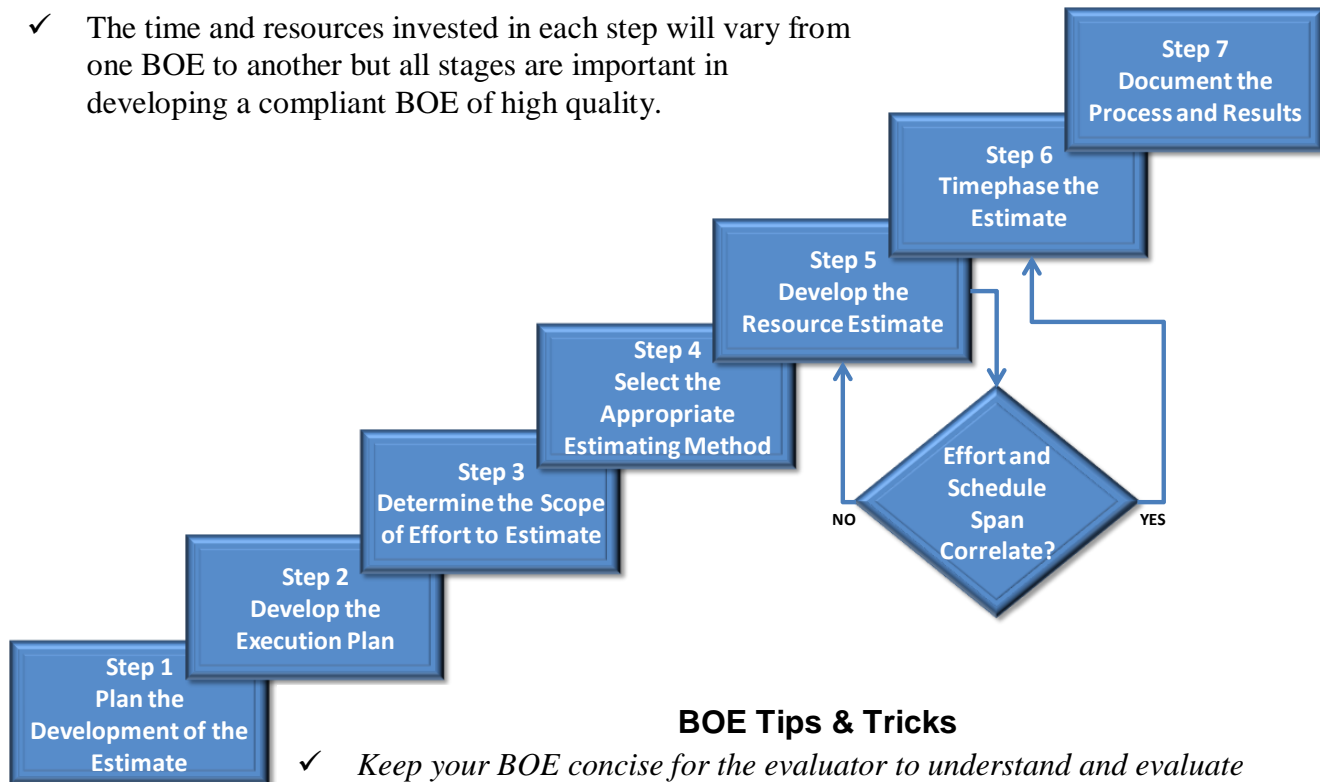 ✓ The time and resources invested in each step will vary from
one BOE to another but all stages are important in
developing a compliant BOE of high quality.
Step 7
Document the
Process and Results
Step 6
Timephase the
Estimate
Step 5
Develop the
Resource Estimate
Step 4
Select the
Appropriate
Estimating Method
Effort and
Schedule
Span
Correlate?
NO
YES
Step 3
Determine the Scope
of Effort to Estimate
Step 2
Develop the
Execution Plan
Step 1
Plan the
Development of the
Estimate
BOE Tips & Tricks
✓ Keep your BOE concise for the evaluator to understand and evaluate